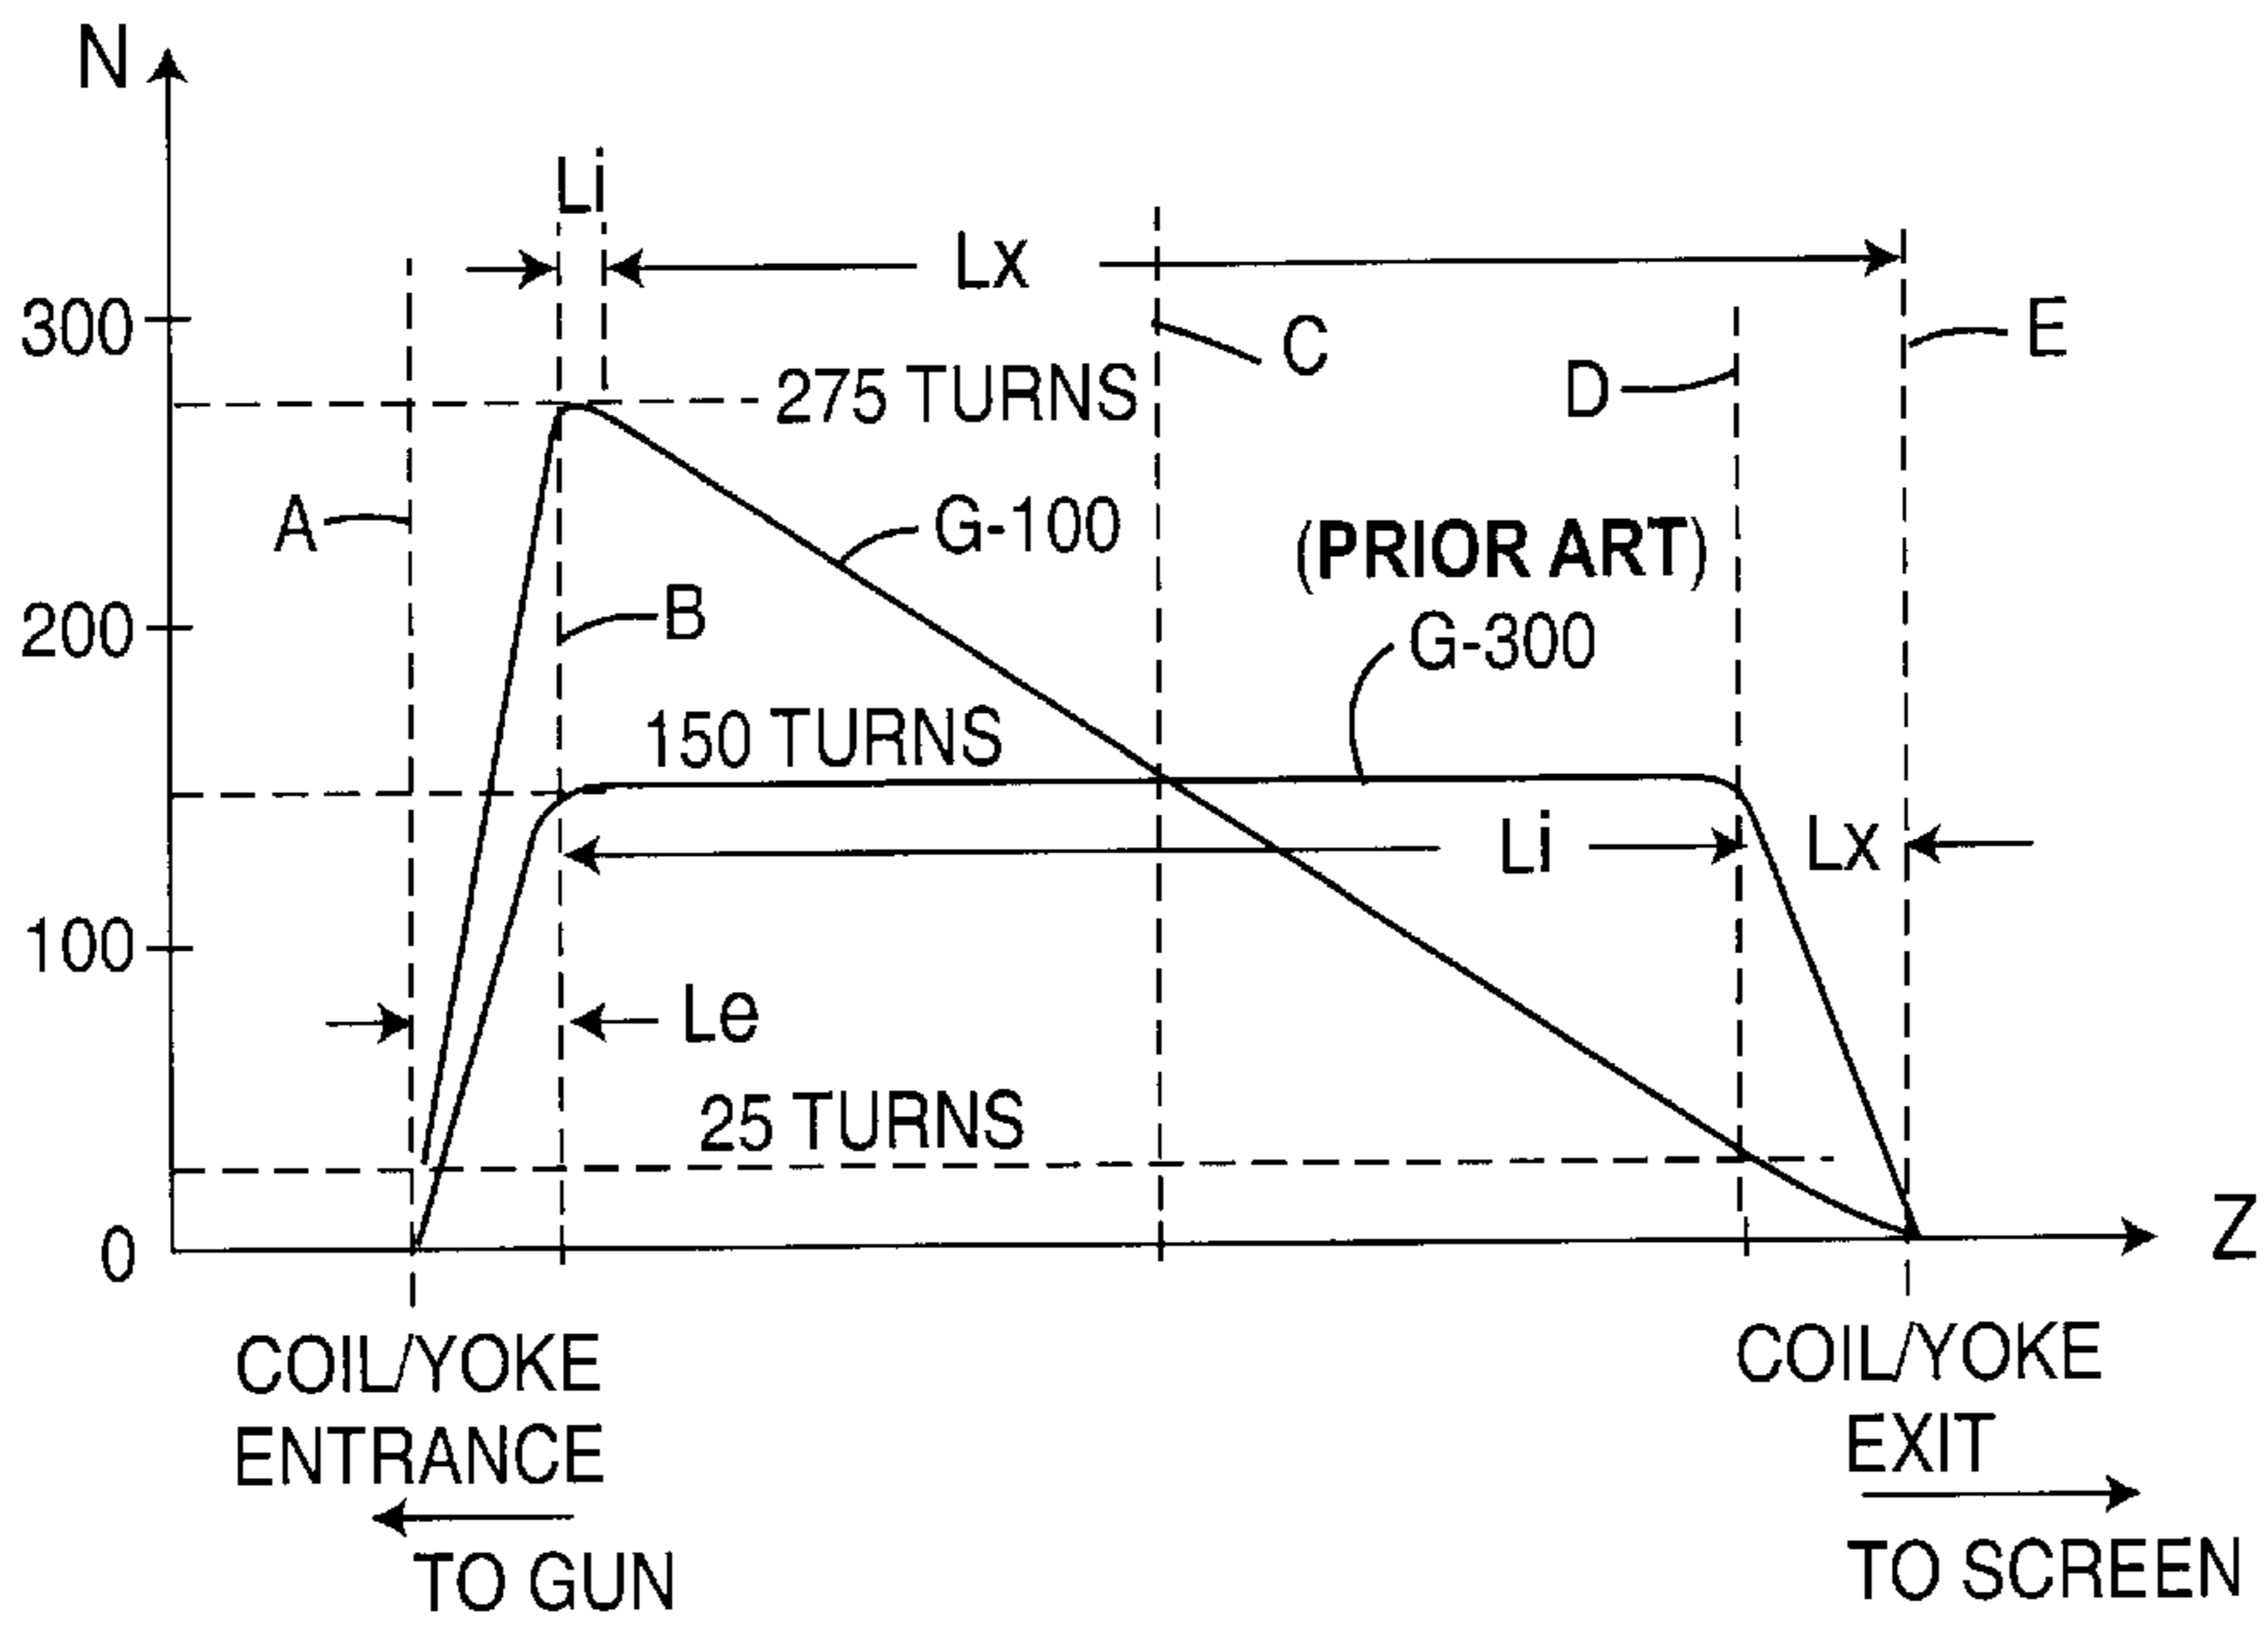 N
Li
Lx
300
C
E
275 TURNS
D
A
G-100
(PRIOR ART)
200
B
G-300
150 TURNS
Li
Lx
100
Le
25 TURNS
0
Z
COIL/YOKE
ENTRANCE
TO GUN
COIL/YOKE
EXIT
TO SCREEN